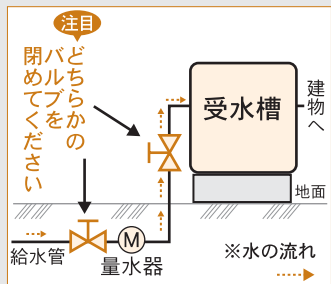 注目
どちらかの
バルブを
閉めてください
受水槽
建物へ
地面
給水管
M
量水器
※水の流れ